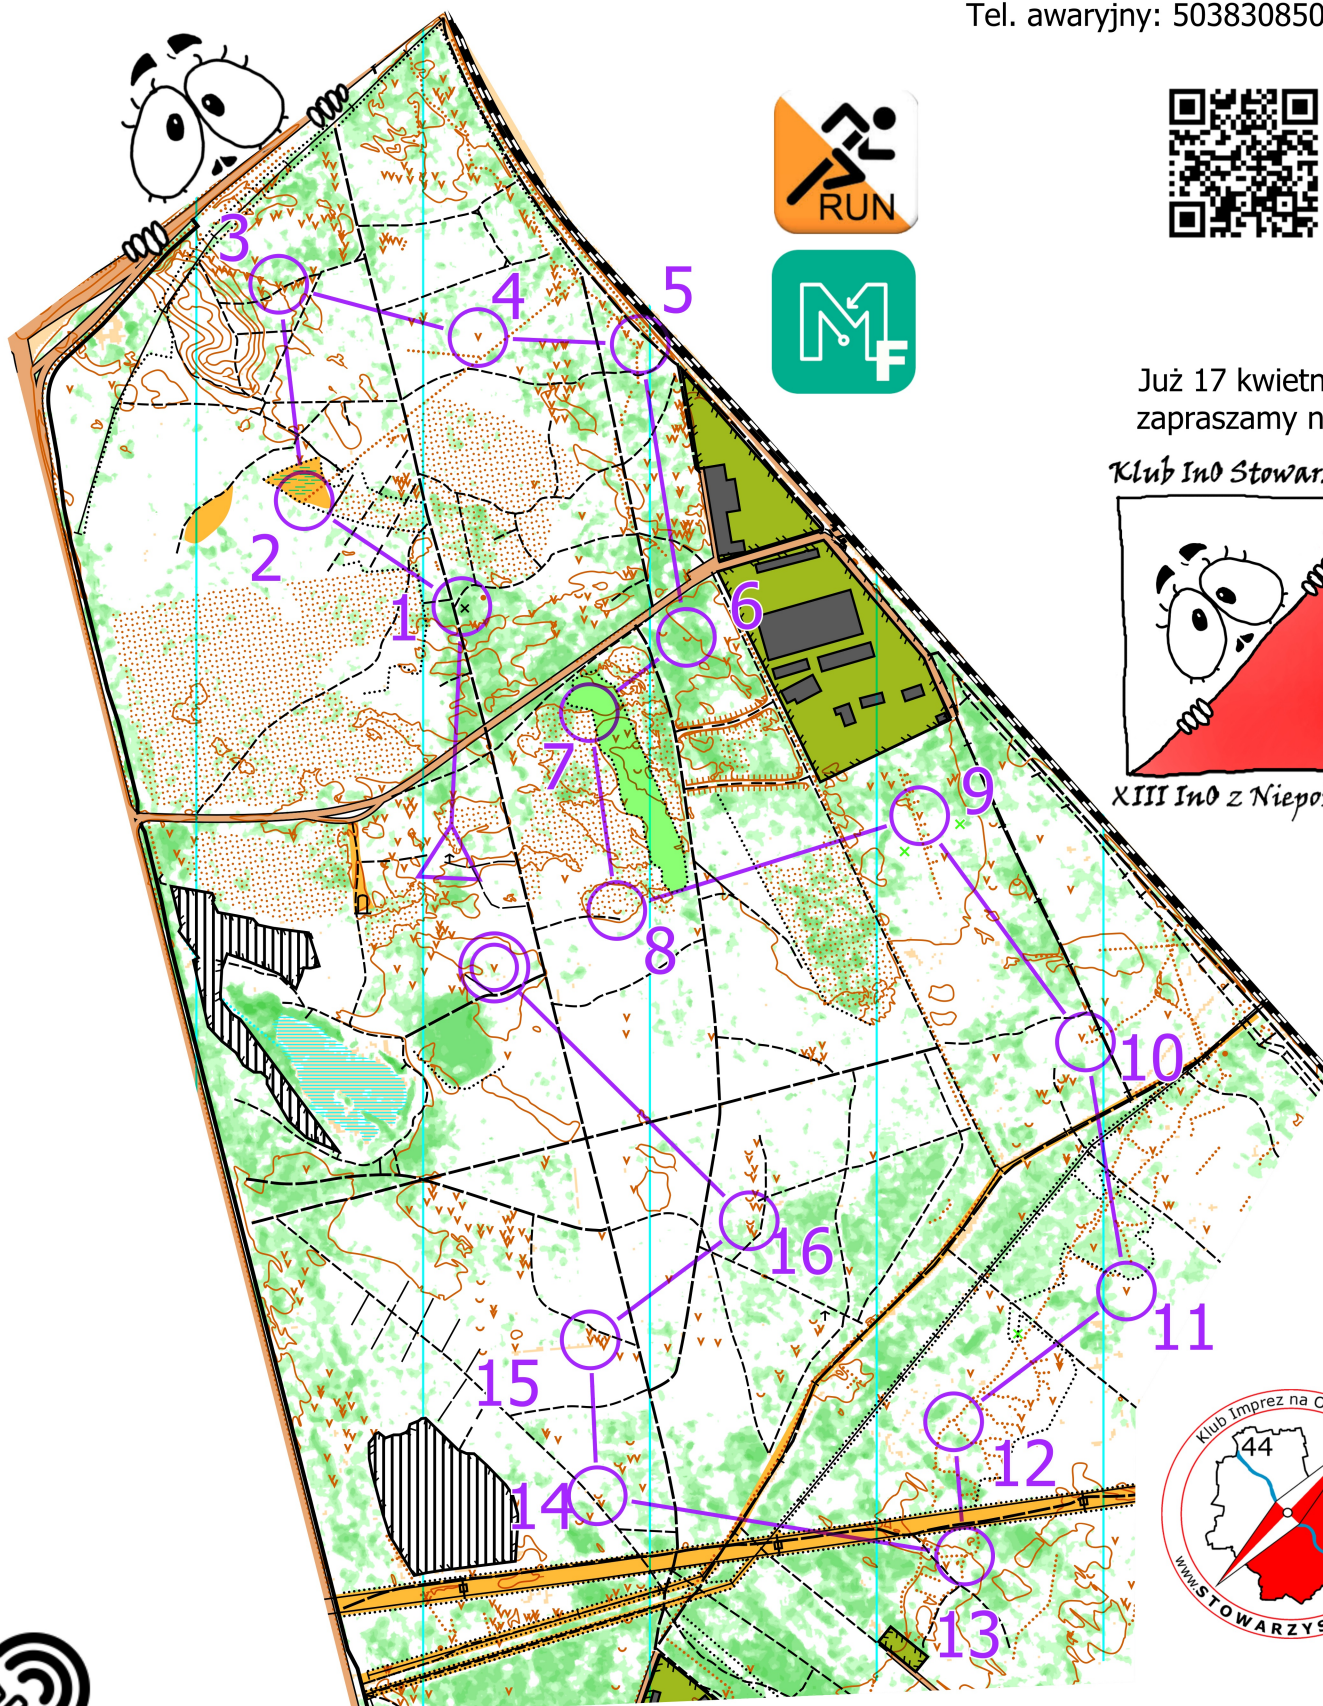 Tel. awaryjny: 503830850
RUN
F
Już 17 kwietn
zapraszamy n
Klub InO Stowar
XIII InO z Niepo
3
4
5
2
1
6
7
9
8
10
16
11
15
12
14
13
Klub Imprez na O
44
www.STOWARZYS